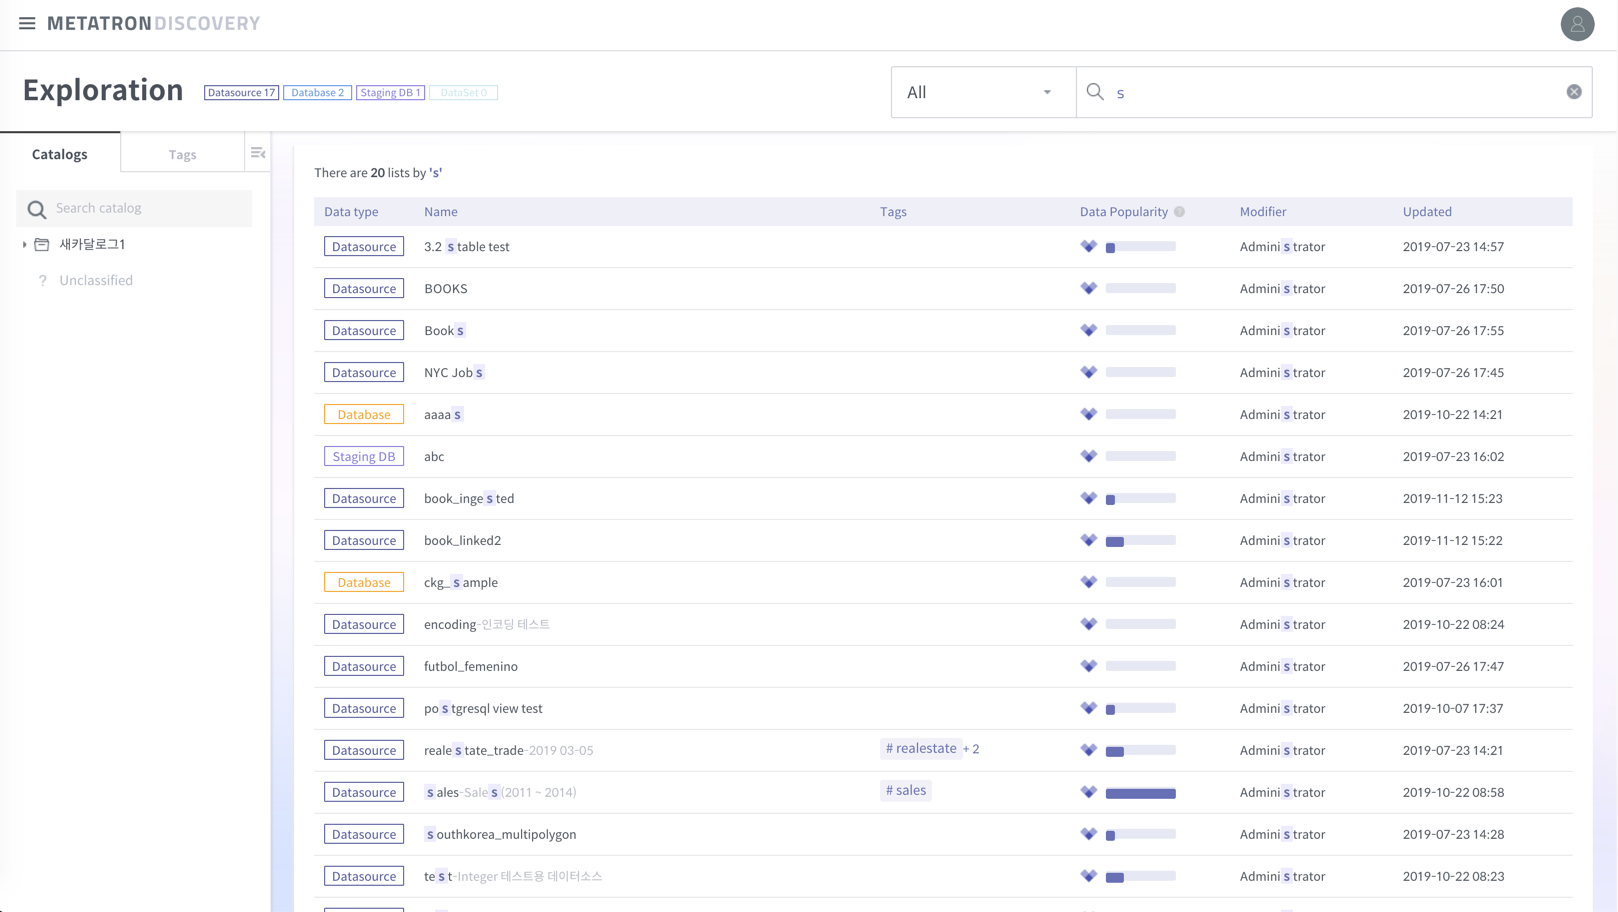 METATRON DISCOVERY
Exploration
Datasource 17
Database 2
Staging DB 1
DataSet 0
All
s
Catalogs
Tags
Search catalog
새카달로그1
? Unclassified
There are 20 lists by 's'
Data type Name Tags Data Popularity ? Modifier Updated
Datasource 3.2 stable test Administrator 2019-07-23 14:57
Datasource BOOKS Administrator 2019-07-26 17:50
Datasource Books Administrator 2019-07-26 17:55
Datasource NYC Jobs Administrator 2019-07-26 17:45
Database aaaas Administrator 2019-10-22 14:21
Staging DB abc Administrator 2019-07-23 16:02
Datasource book_ingested Administrator 2019-11-12 15:23
Datasource book_linked2 Administrator 2019-11-12 15:22
Database ckg_sample Administrator 2019-07-23 16:01
Datasource encoding-인코딩 테스트 Administrator 2019-10-22 08:24
Datasource futbol_femenino Administrator 2019-07-26 17:47
Datasource postgresql view test Administrator 2019-10-07 17:37
Datasource realestate_trade-2019 03-05 # realestate + 2 Administrator 2019-07-23 14:21
Datasource sales-Sales(2011 ~ 2014) # sales Administrator 2019-10-22 08:58
Datasource southkorea_multipolygon Administrator 2019-07-23 14:28
Datasource test-Integer 테스트용 데이터소스 Administrator 2019-10-22 08:23